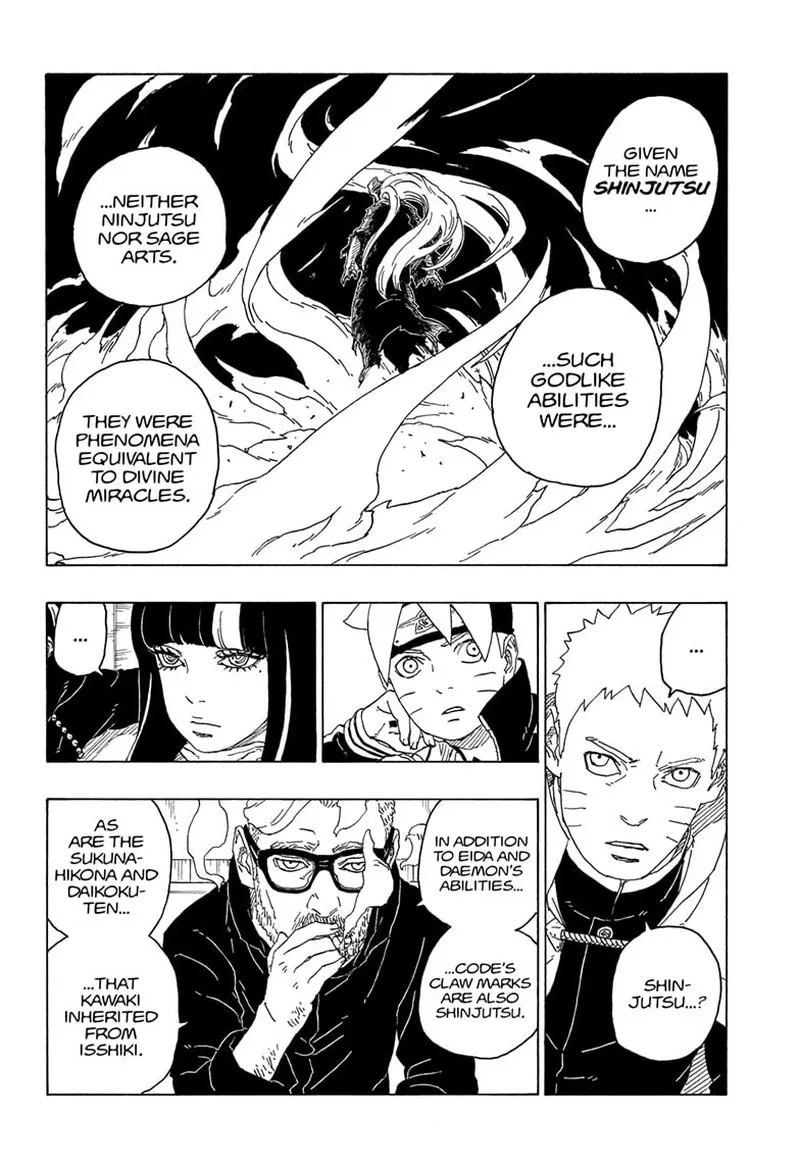 GIVEN
THE NAME
SHINJUTSU
...
...SUCH
GODLIKE
ABILITIES
WERE...
...NEITHER
NINJUTSU
NOR SAGE
ARTS.
THEY WERE
PHENOMENA
EQUIVALENT
TO DIVINE
MIRACLES.
...
SHIN-
JUTSU...?
...
IN ADDITION
TO EIDA AND
DAEMON'S
ABILITIES...
...CODE'S
CLAW MARKS
ARE ALSO
SHINJUTSU.
AS
ARE THE
SUKUNA-
HIKONA AND
DAIKOKU-
TEN...
...THAT
KAWAKI
INHERITED
FROM
ISSHIKI.